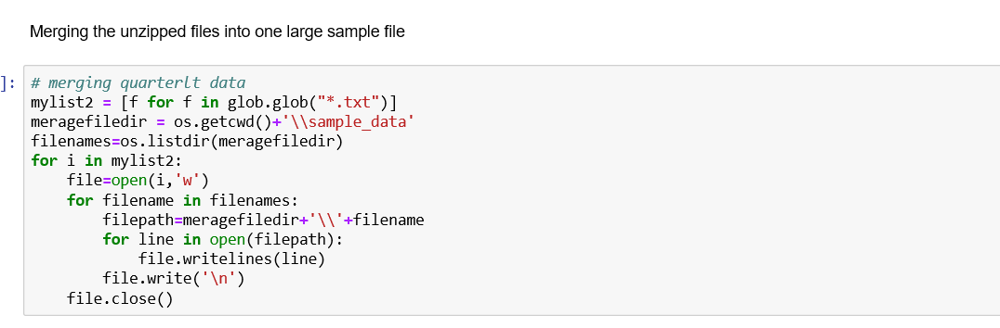 Merging the unzipped files into one large sample file
]: # merging quarterlt data
mylist2 = [f for f in glob.glob("*.txt")]
meragefiledir = os.getcwd()+'\\sample_data'
filenames=os.listdir(meragefiledir)
for i in mylist2:
    file=open(i,'w')
    for filename in filenames:
        filepath=meragefiledir+'\\'+filename
        for line in open(filepath):
            file.writelines(line)
        file.write('\n')
    file.close()